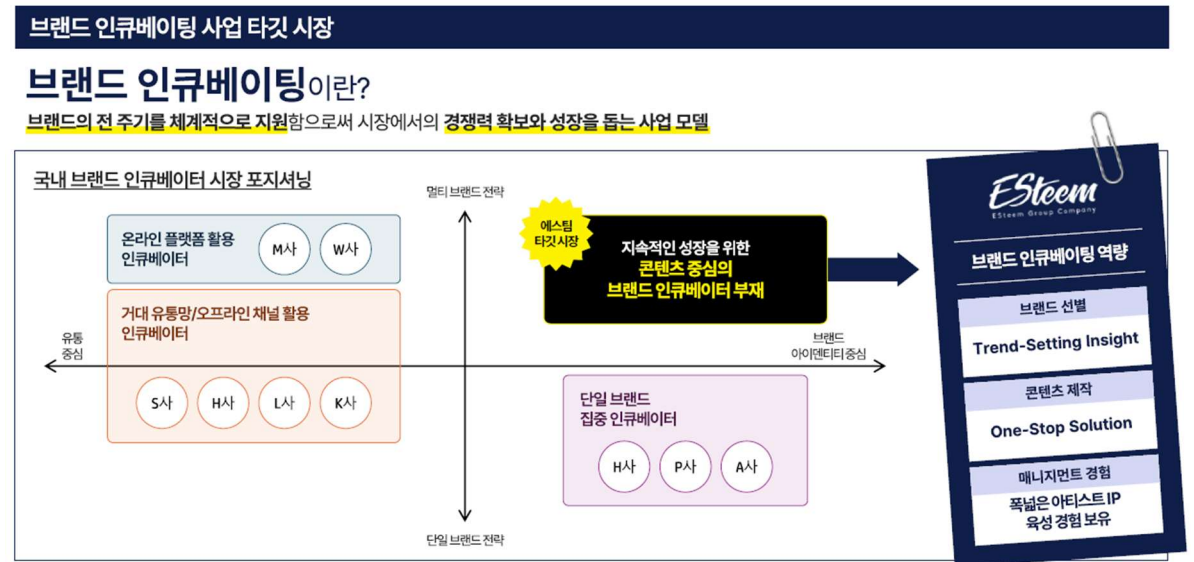 브랜드 인큐베이팅 사업 타깃 시장
브랜드 인큐베이팅이란?
브랜드의 전 주기를 체계적으로 지원함으로써 시장에서의 경쟁력 확보와 성장을 돕는 사업 모델
국내 브랜드 인큐베이터 시장 포지셔닝
멀티 브랜드 전략
온라인 플랫폼 활용
인큐베이터
M사
W사
에스팀
타깃 시장
지속적인 성장을 위한
콘텐츠 중심의
브랜드 인큐베이터 부재
거대 유통망/오프라인 채널 활용
인큐베이터
유통
중심
브랜드
아이덴티티 중심
S사
H사
L사
K사
단일 브랜드
집중 인큐베이터
H사
P사
A사
단일 브랜드 전략
ESteem
ESteem Group Company
브랜드 인큐베이팅 역량
브랜드 선별
Trend-Setting Insight
콘텐츠 제작
One-Stop Solution
매니지먼트 경험
폭넓은 아티스트 IP
육성 경험 보유